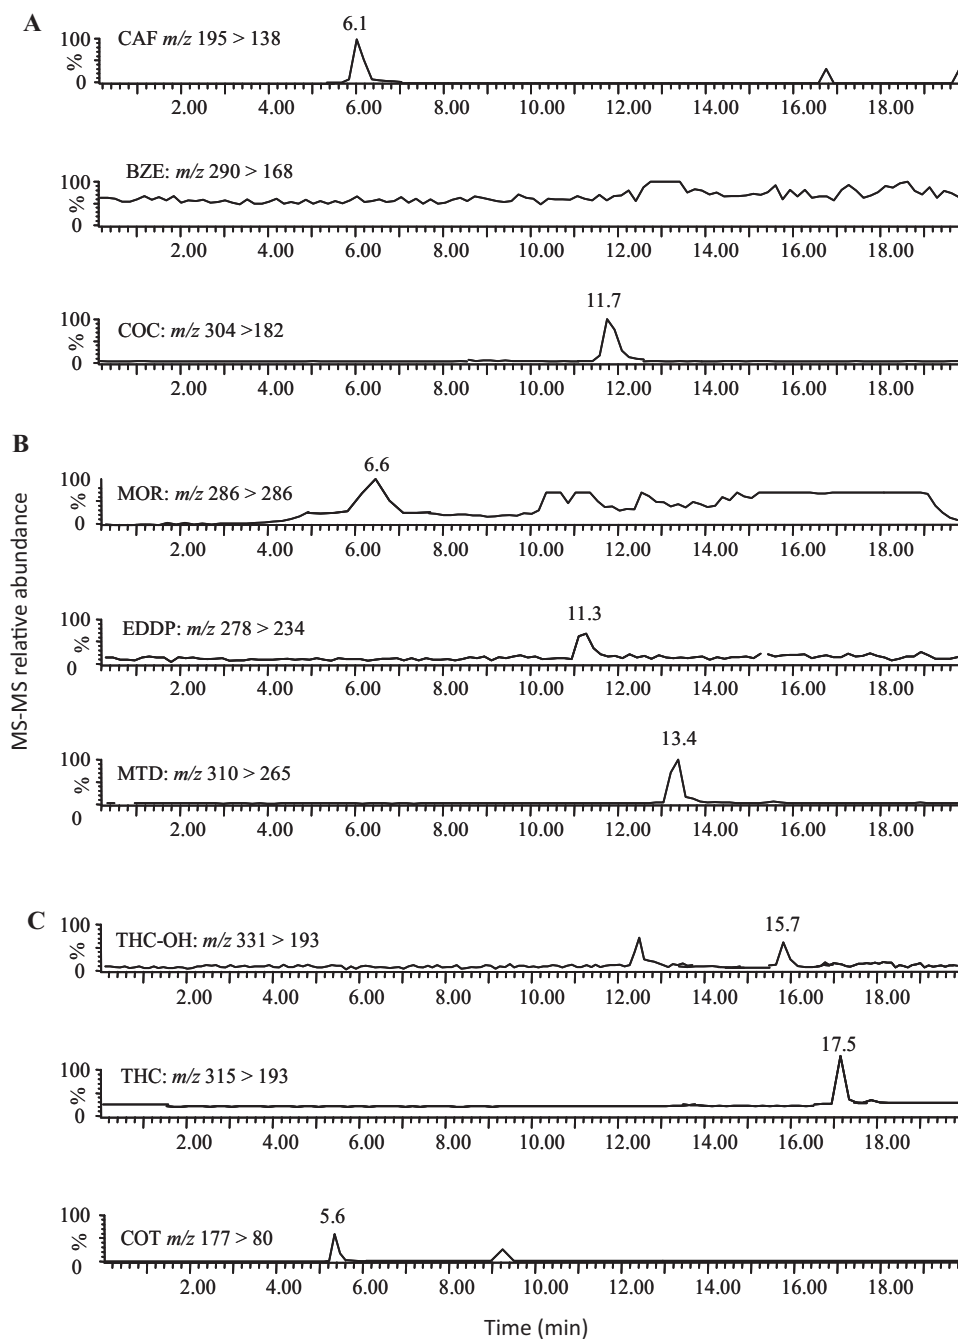 A
6.1
CAF m/z 195 > 138
100
%
0
2.00 4.00 6.00 8.00 10.00 12.00 14.00 16.00 18.00
BZE: m/z 290 > 168
100
%
0
2.00 4.00 6.00 8.00 10.00 12.00 14.00 16.00 18.00
11.7
COC: m/z 304 >182
100
%
0
2.00 4.00 6.00 8.00 10.00 12.00 14.00 16.00 18.00
B
6.6
MOR: m/z 286 > 286
100
%
0
2.00 4.00 6.00 8.00 10.00 12.00 14.00 16.00 18.00
11.3
EDDP: m/z 278 > 234
100
%
0
2.00 4.00 6.00 8.00 10.00 12.00 14.00 16.00 18.00
13.4
MTD: m/z 310 > 265
100
%
0
2.00 4.00 6.00 8.00 10.00 12.00 14.00 16.00 18.00
MS-MS relative abundance
C
15.7
THC-OH: m/z 331 > 193
100
%
0
2.00 4.00 6.00 8.00 10.00 12.00 14.00 16.00 18.00
17.5
THC: m/z 315 > 193
100
%
0
2.00 4.00 6.00 8.00 10.00 12.00 14.00 16.00 18.00
5.6
COT m/z 177 > 80
100
%
0
2.00 4.00 6.00 8.00 10.00 12.00 14.00 16.00 18.00
Time (min)